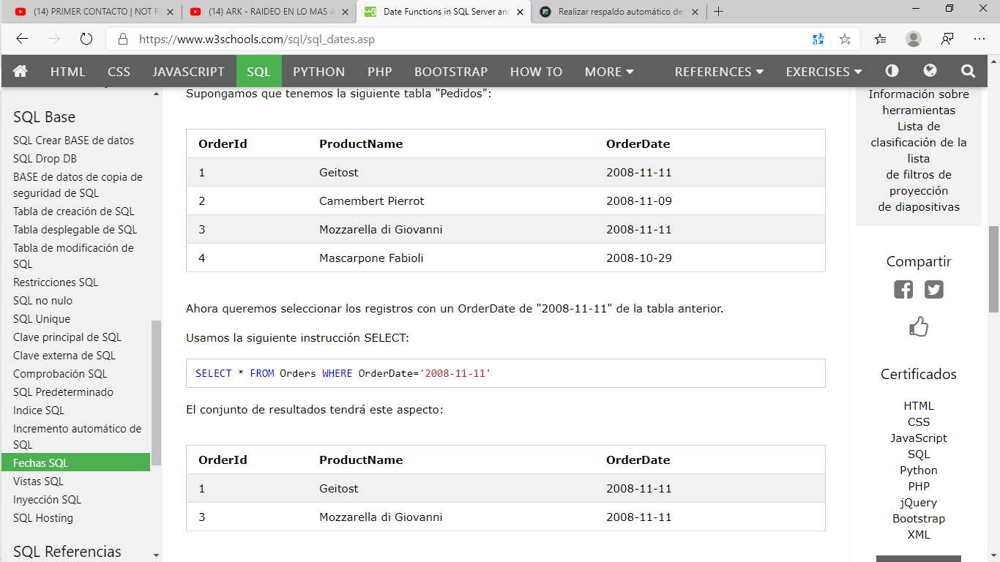 (14) PRIMER CONTACTO | NOT F
(14) ARK - RAIDEO EN LO MAS A
Date Functions in SQL Server and
Realizar respaldo automático de
https://www.w3schools.com/sql/sql_dates.asp
HTML CSS JAVASCRIPT SQL PYTHON PHP BOOTSTRAP HOW TO MORE REFERENCES EXERCISES
SQL Base
SQL Crear BASE de datos
SQL Drop DB
BASE de datos de copia de
seguridad de SQL
Tabla de creación de SQL
Tabla desplegable de SQL
Tabla de modificación de
SQL
Restricciones SQL
SQL no nulo
SQL Unique
Clave principal de SQL
Clave externa de SQL
Comprobación SQL
SQL Predeterminado
Indice SQL
Incremento automático de
SQL
Fechas SQL
Vistas SQL
Inyección SQL
SQL Hosting
SQL Referencias
Supongamos que tenemos la siguiente tabla "Pedidos":
OrderId ProductName OrderDate
1 Geitost 2008-11-11
2 Camembert Pierrot 2008-11-09
3 Mozzarella di Giovanni 2008-11-11
4 Mascarpone Fabioli 2008-10-29
Ahora queremos seleccionar los registros con un OrderDate de "2008-11-11" de la tabla anterior.
Usamos la siguiente instrucción SELECT:
SELECT * FROM Orders WHERE OrderDate='2008-11-11'
El conjunto de resultados tendrá este aspecto:
OrderId ProductName OrderDate
1 Geitost 2008-11-11
3 Mozzarella di Giovanni 2008-11-11
Información sobre
herramientas
Lista de
clasificación de la
lista
de filtros de
proyección
de diapositivas
Compartir
Certificados
HTML
CSS
JavaScript
SQL
Python
PHP
jQuery
Bootstrap
XML